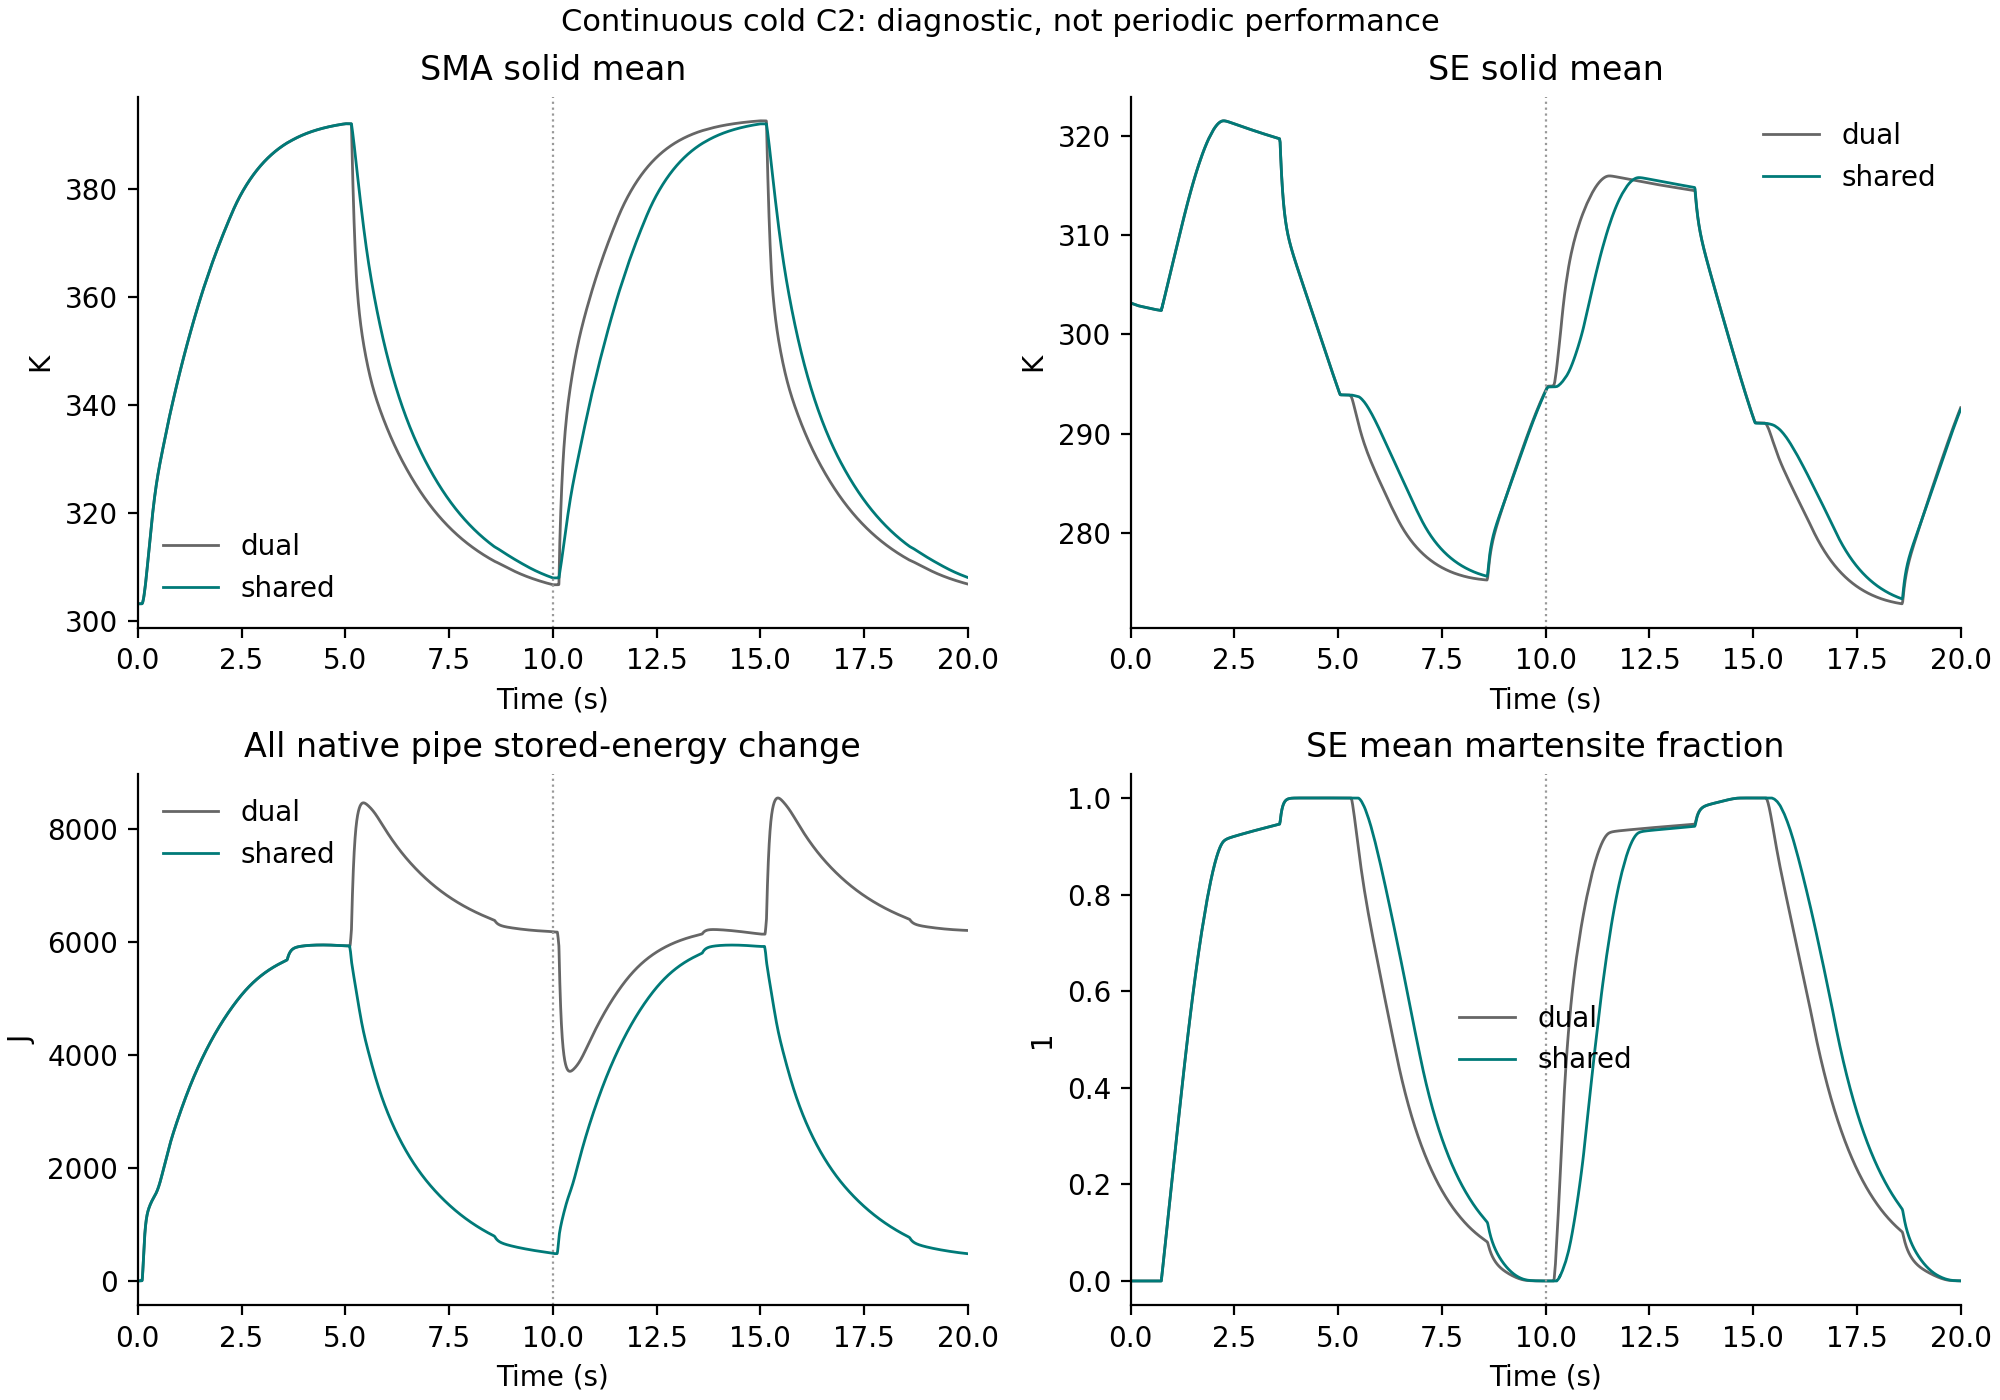 Continuous cold C2: diagnostic, not periodic performance
SMA solid mean
K
380
360
340
320
300
dual
shared
0.0 2.5 5.0 7.5 10.0 12.5 15.0 17.5 20.0
Time (s)
SE solid mean
K
320
310
300
290
280
dual
shared
0.0 2.5 5.0 7.5 10.0 12.5 15.0 17.5 20.0
Time (s)
All native pipe stored-energy change
J
8000
6000
4000
2000
0
dual
shared
0.0 2.5 5.0 7.5 10.0 12.5 15.0 17.5 20.0
Time (s)
SE mean martensite fraction
1
1.0
0.8
0.6
0.4
0.2
0.0
dual
shared
0.0 2.5 5.0 7.5 10.0 12.5 15.0 17.5 20.0
Time (s)